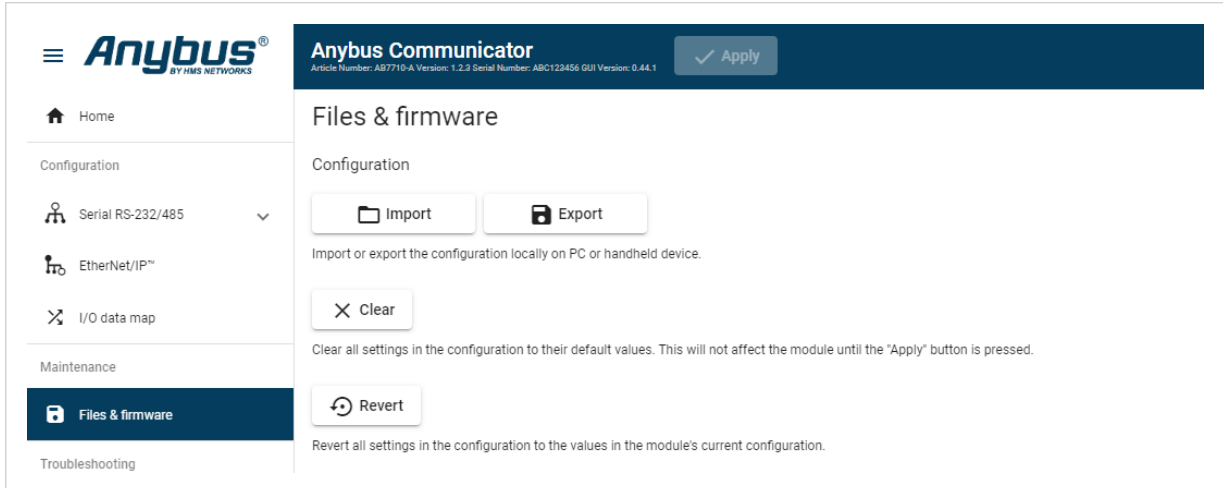 Anybus®
BY HMS NETWORKS
Anybus Communicator
Article Number: AB7710-A Version: 1.2.3 Serial Number: ABC123456 GUI Version: 0.44.1
Apply
Home
Configuration
Serial RS-232/485
EtherNet/IP™
I/O data map
Maintenance
Files & firmware
Troubleshooting
Files & firmware
Configuration
Import
Export
Import or export the configuration locally on PC or handheld device.
Clear
Clear all settings in the configuration to their default values. This will not affect the module until the "Apply" button is pressed.
Revert
Revert all settings in the configuration to the values in the module's current configuration.